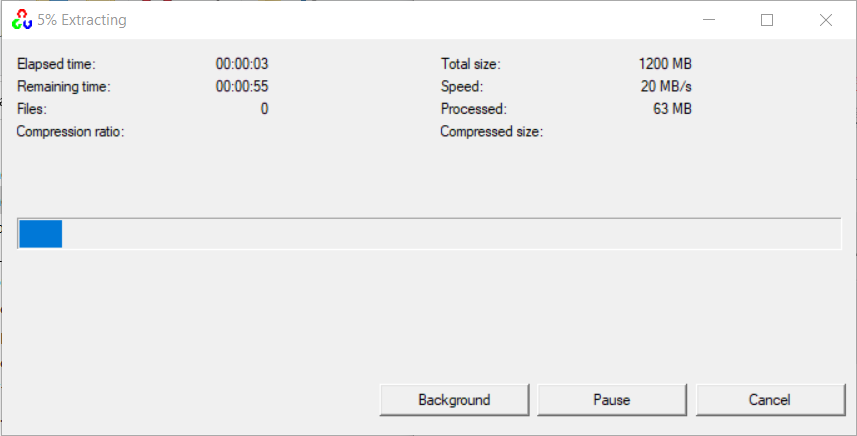 5% Extracting
Elapsed time: 00:00:03 Total size: 1200 MB
Remaining time: 00:00:55 Speed: 20 MB/s
Files: 0 Processed: 63 MB
Compression ratio: Compressed size:
Background Pause Cancel